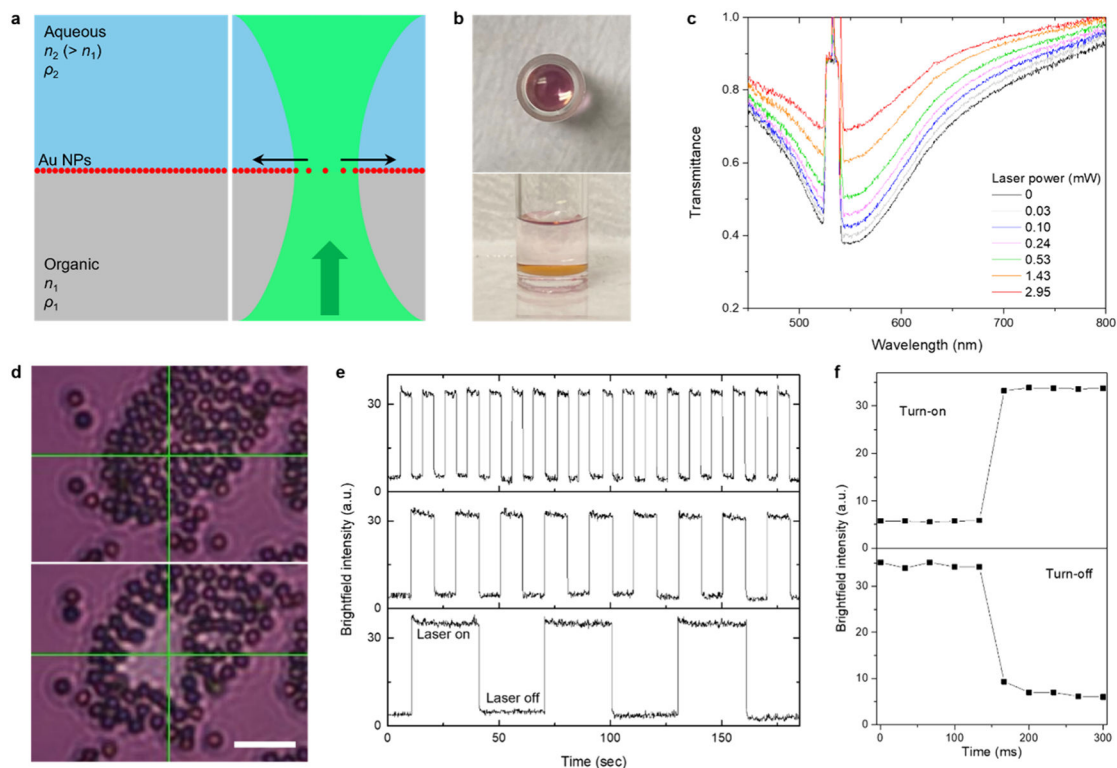 a
Aqueous
n₂ (> n₁)
ρ₂
Au NPs
Organic
n₁
ρ₁
b
c
Transmittance
1.0
0.8
0.6
0.4
0.2
Laser power (mW)
0
0.03
0.10
0.24
0.53
1.43
2.95
500 600 700 800
Wavelength (nm)
d
e
Brightfield intensity (a.u.)
30
0
30
0
30
0
Laser on
Laser off
0 50 100 150
Time (sec)
f
Brightfield intensity (a.u.)
30
20
10
0
Turn-on
30
20
10
0
Turn-off
0 100 200 300
Time (ms)